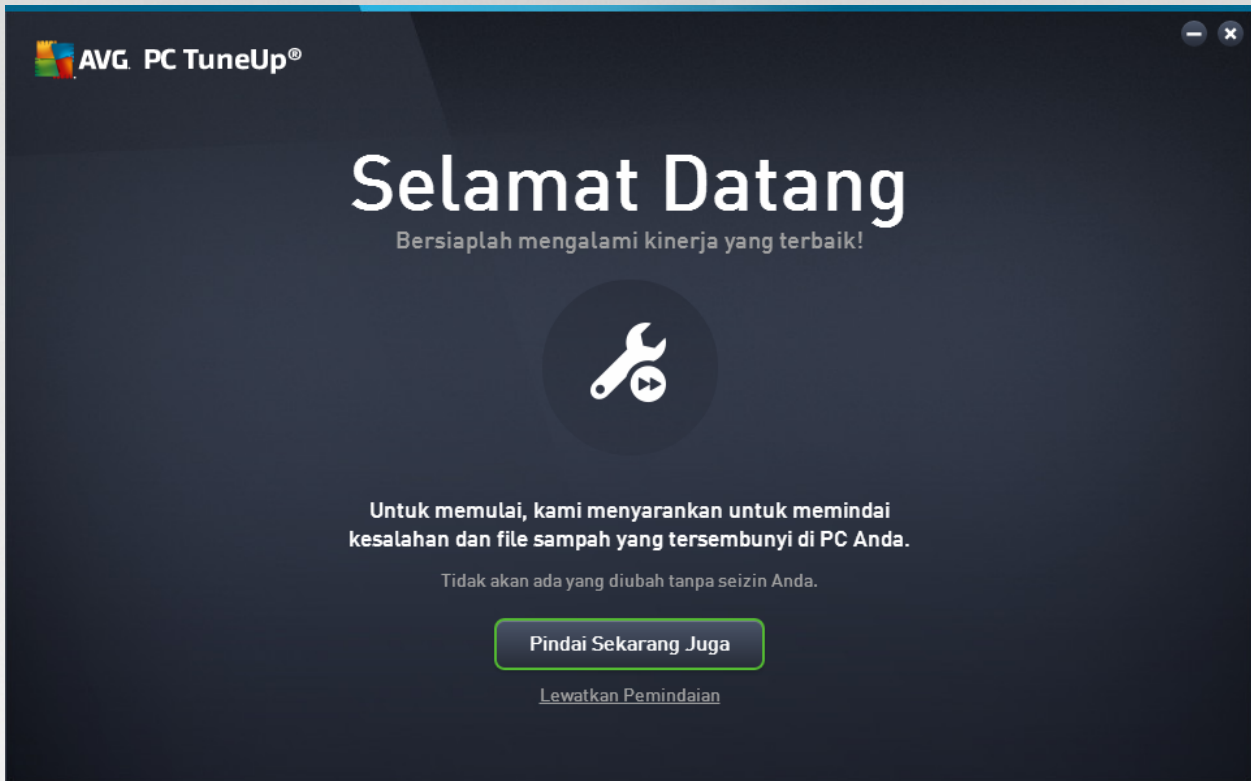 AVG. PC TuneUp®
Selamat Datang
Bersiaplah mengalami kinerja yang terbaik!
Untuk memulai, kami menyarankan untuk memindai
kesalahan dan file sampah yang tersembunyi di PC Anda.
Tidak akan ada yang diubah tanpa seizin Anda.
Pindai Sekarang Juga
Lewatkan Pemindaian